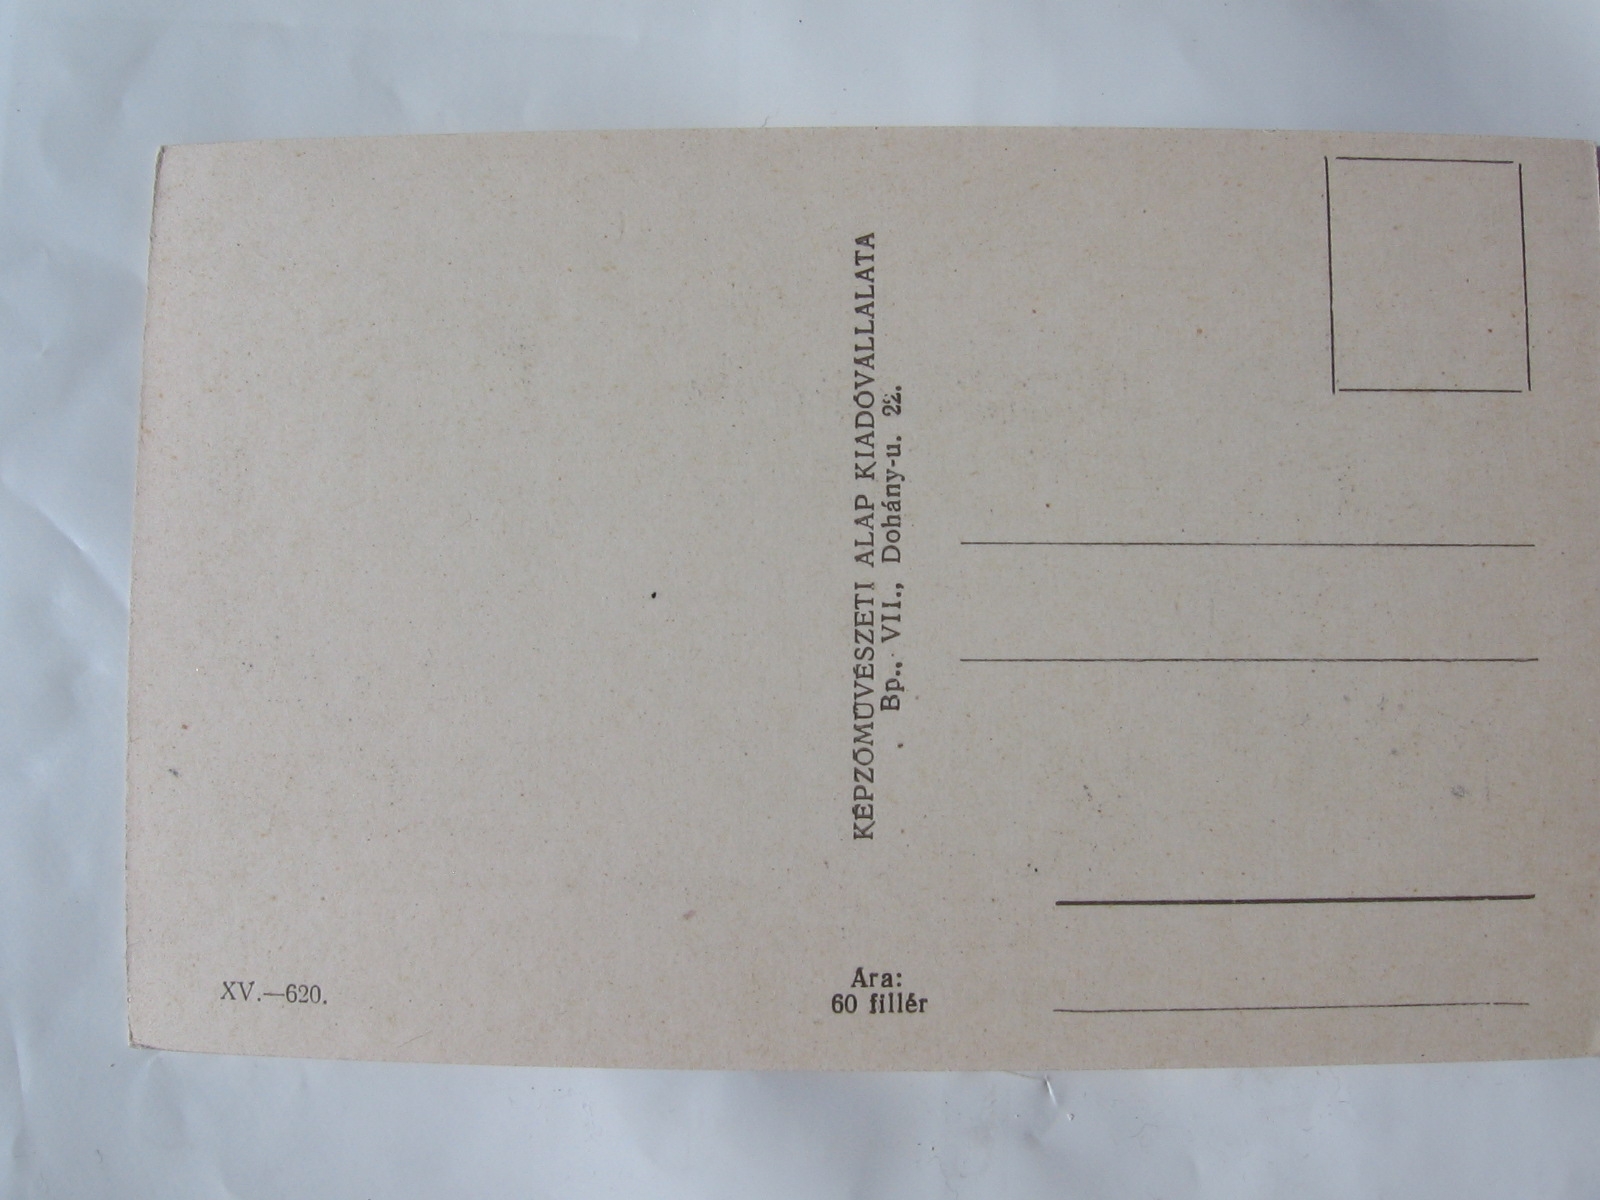 KÉPZŐMŰVÉSZETI ALAP KIADÓVÁLLALATA
Bp., VII., Dohány-u. 22.
XV.—620.
Ára:
60 fillér